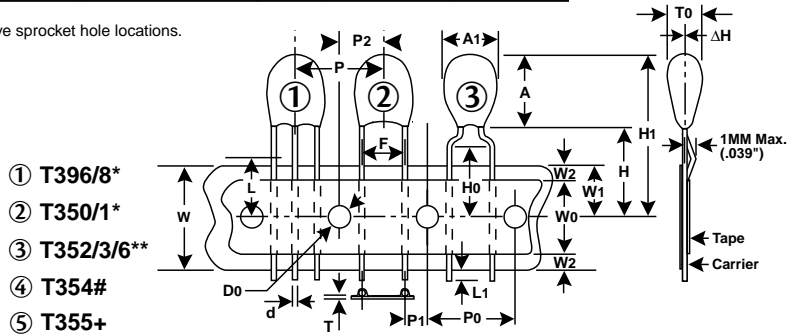 ve sprocket hole locations.
P2
A1
T0
ΔH
P
① ② ③
A
H1
1MM Max.
(.039")
F
H
① T396/8*
② T350/1*
③ T352/3/6**
④ T354#
⑤ T355+
L
H0
W2
W1
W
W0
W2
D0
d
T
P1
P0
L1
Tape
Carrier